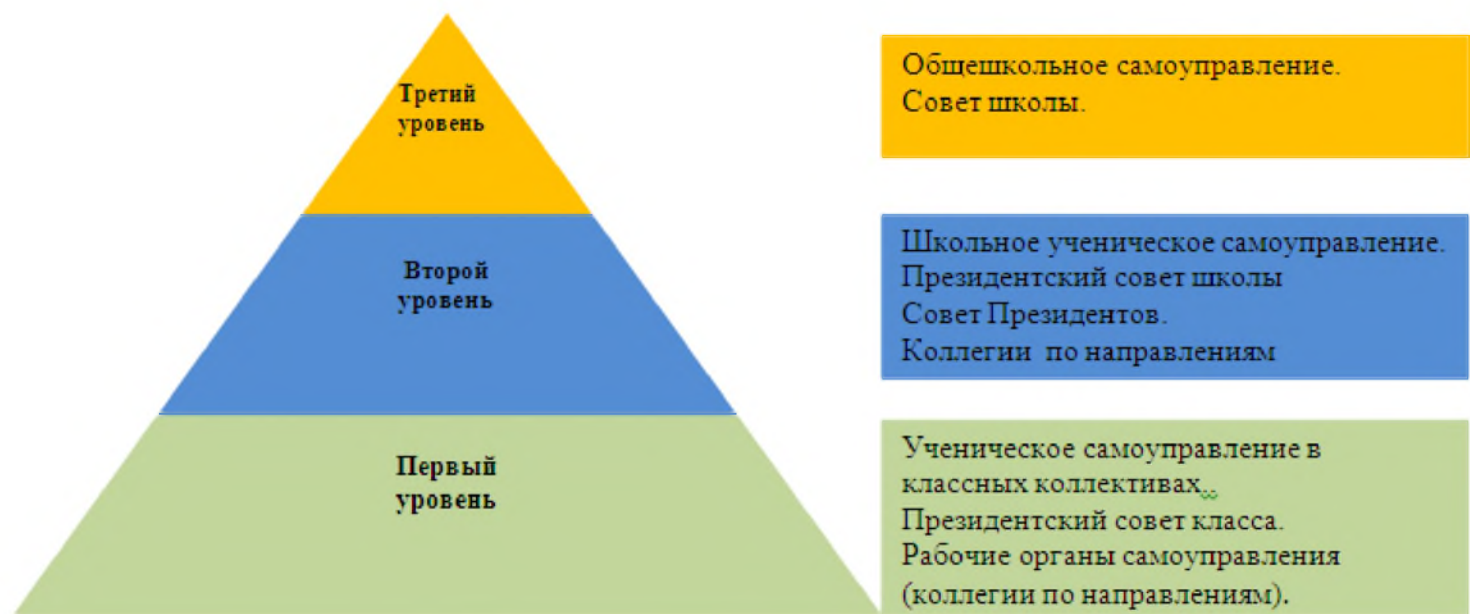 Третий
уровень
Общешкольное самоуправление.
Совет школы.
Второй
уровень
Школьное ученическое самоуправление.
Президентский совет школы
Совет Президентов.
Коллегии по направлениям
Первый
уровень
Ученическое самоуправление в
классных коллективах..
Президентский совет класса.
Рабочие органы самоуправления
(коллегии по направлениям).